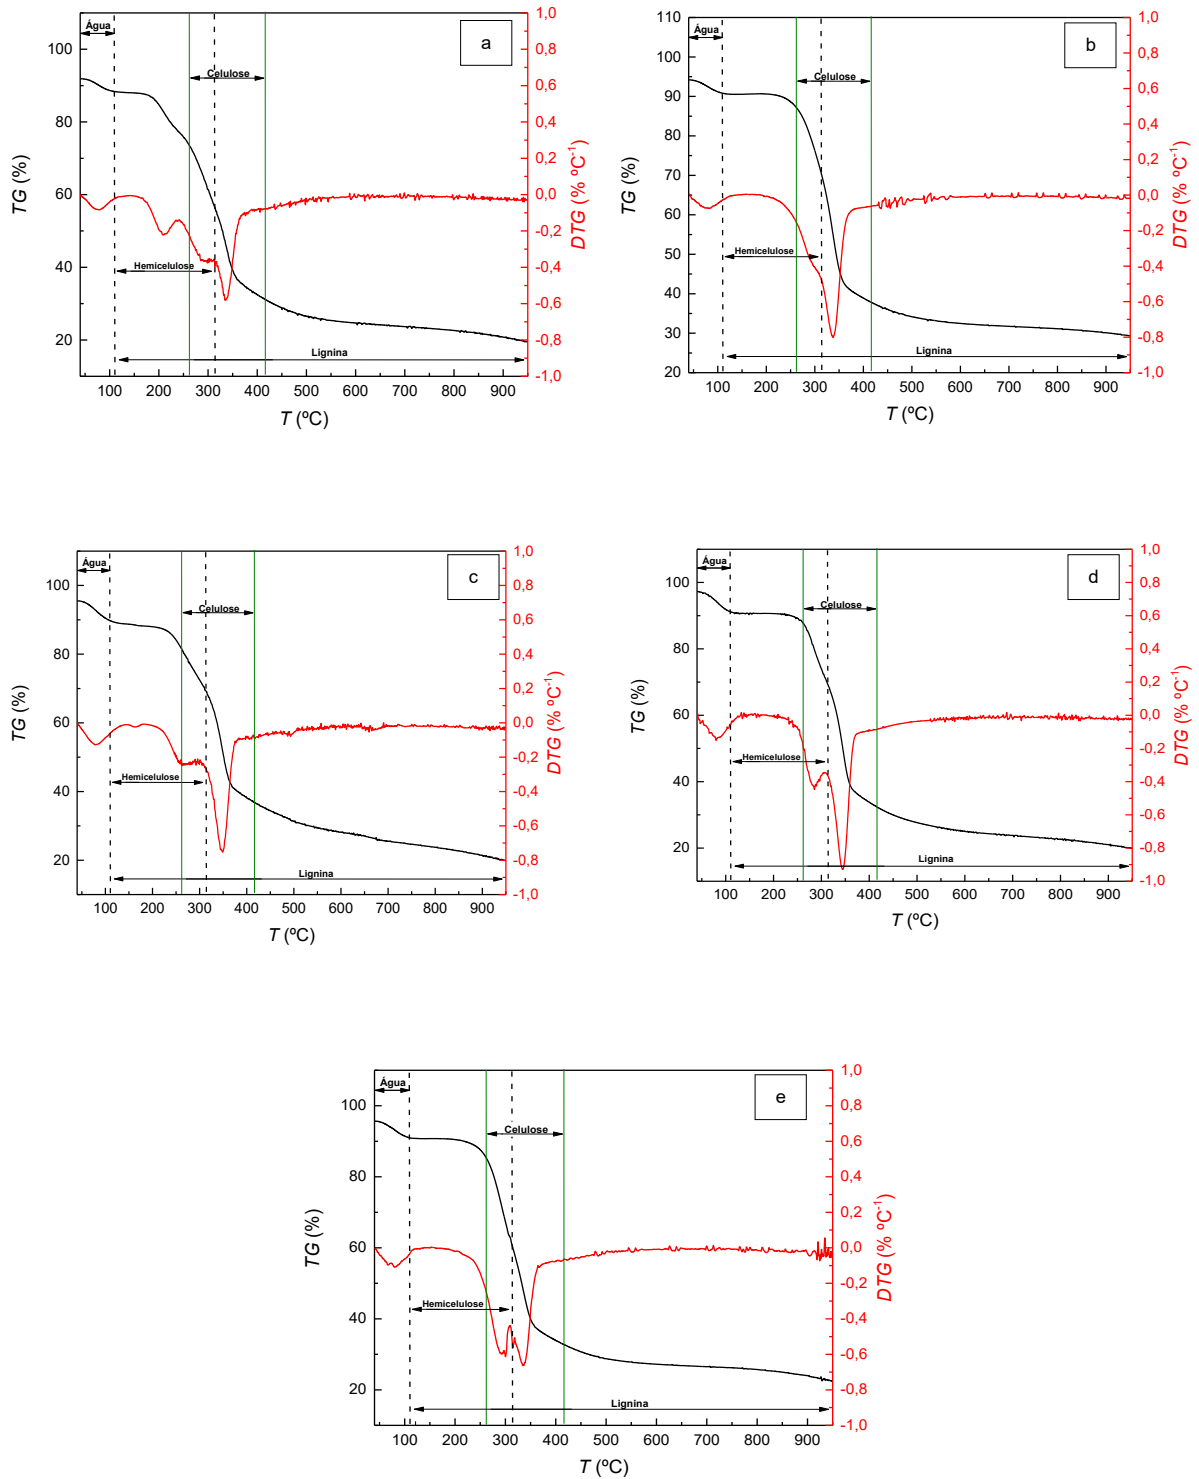 a
Água
Celulose
Hemicelulose
Lignina
TG (%)
100
80
60
40
20
1,0
0,8
0,6
0,4
0,2
0,0
-0,2
-0,4
-0,6
-0,8
-1,0
DTG (% ºC⁻¹)
100 200 300 400 500 600 700 800 900
T (ºC)
b
Água
Celulose
Hemicelulose
Lignina
TG (%)
110
100
90
80
70
60
50
40
30
20
1,0
0,8
0,6
0,4
0,2
0,0
-0,2
-0,4
-0,6
-0,8
-1,0
DTG (% ºC⁻¹)
100 200 300 400 500 600 700 800 900
T (ºC)
c
Água
Celulose
Hemicelulose
Lignina
TG (%)
100
80
60
40
20
1,0
0,8
0,6
0,4
0,2
0,0
-0,2
-0,4
-0,6
-0,8
-1,0
DTG (% ºC⁻¹)
100 200 300 400 500 600 700 800 900
T (ºC)
d
Água
Celulose
Hemicelulose
Lignina
TG (%)
100
80
60
40
20
1,0
0,8
0,6
0,4
0,2
0,0
-0,2
-0,4
-0,6
-0,8
-1,0
DTG (% ºC⁻¹)
100 200 300 400 500 600 700 800 900
T (ºC)
e
Água
Celulose
Hemicelulose
Lignina
TG (%)
100
80
60
40
20
1,0
0,8
0,6
0,4
0,2
0,0
-0,2
-0,4
-0,6
-0,8
-1,0
DTG (% ºC⁻¹)
100 200 300 400 500 600 700 800 900
T (ºC)